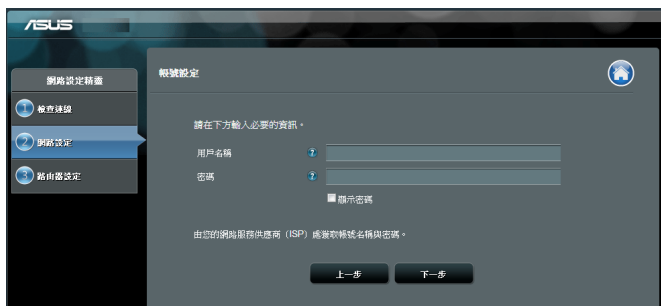 ASUS
網路設定精靈
1 檢查連線
2 網路設定
3 路由器設定
帳號設定
請在下方輸入必要的資訊。
用戶名稱 ?
密碼 ?
顯示密碼
由您的網路服務供應商（ISP）處獲取帳號名稱與密碼。
上一步 下一步